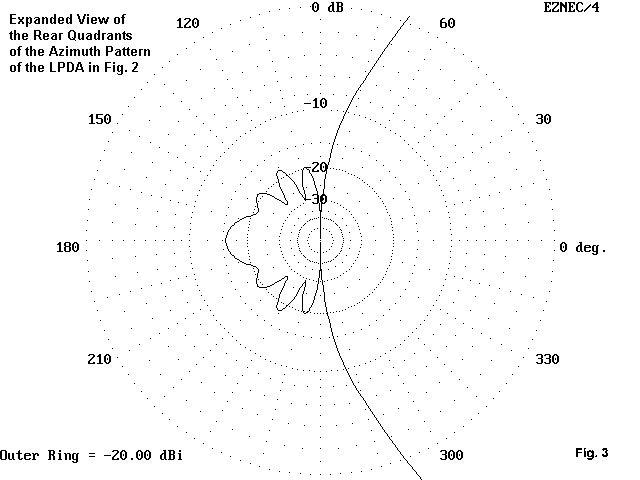 Expanded View of
the Rear Quadrants
of the Azimuth Pattern
of the LPDA in Fig. 2
0 dB
EZNEC/4
120
60
-10
150
30
-20
-30
180
0 deg.
210
330
Outer Ring = -20.00 dBi
300
Fig. 3